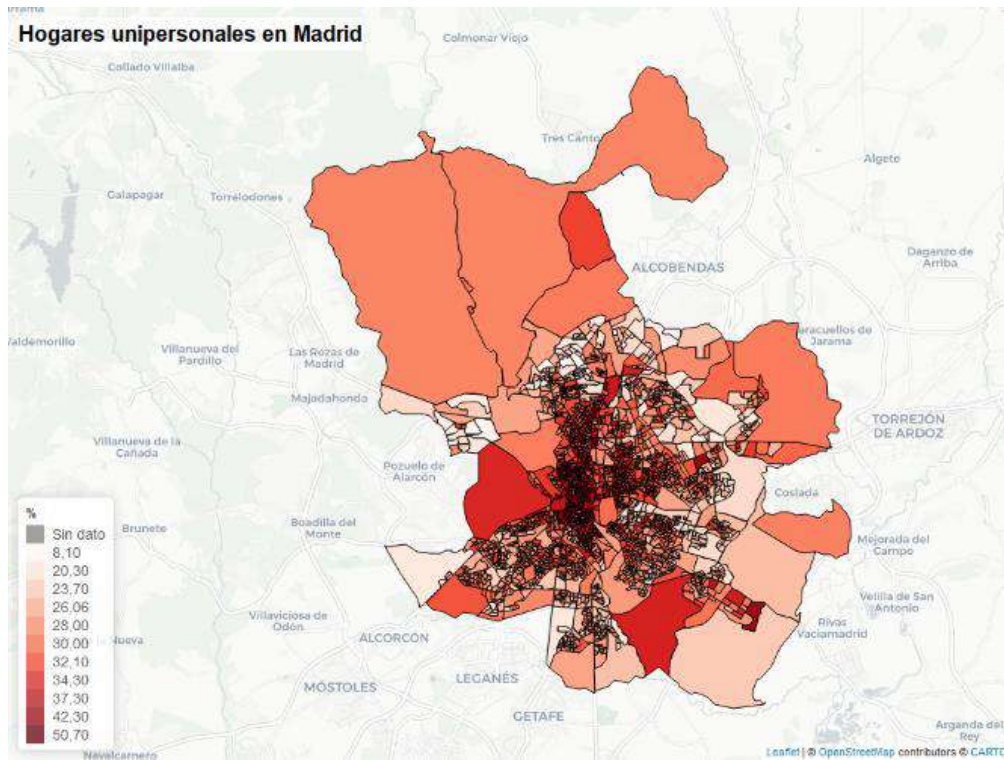 Hogares unipersonales en Madrid
Colmenar Viejo
Collado Villalba
Tres Canto
Algete
Galapagar
Torrelodones
Daganzo de
Arriba
ALCOBENDAS
Valdemorillo
Villanueva del
Pardillo
Las Rozas de
Madrid
aracuellos de
Jarama
Majadahonda
TORREJÓN
DE ARDOZ
Villanueva de la
Cañada
Pozuelo de
Alarcón
Coslada
%
Sin dato
8,10
20,30
23,70
26,06
28,00
30,00
32,10
34,30
37,30
42,30
50,70
Brunete
Boadilla del
Monte
Mejorada del
Campo
Velilla de San
Antonio
Villaviciosa de
Odón
Rivas
Vaciamadrid
ALCORCÓN
MÓSTOLES
LEGANÉS
GETAFE
Arganda del
Rey
Navalcarnero
Leaflet | © OpenStreetMap contributors © CARTO